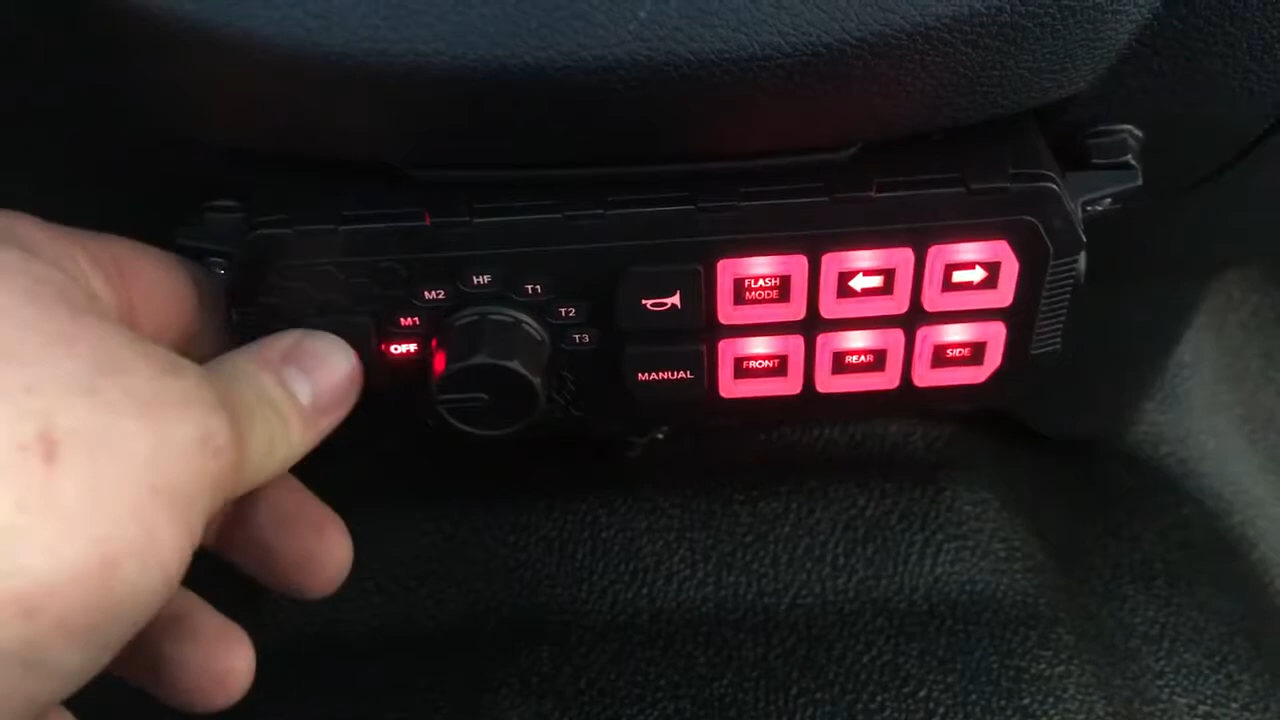 HF
M2
T1
M1
T2
OFF
T3
MANUAL
FLASH
MODE
FRONT
REAR
SIDE